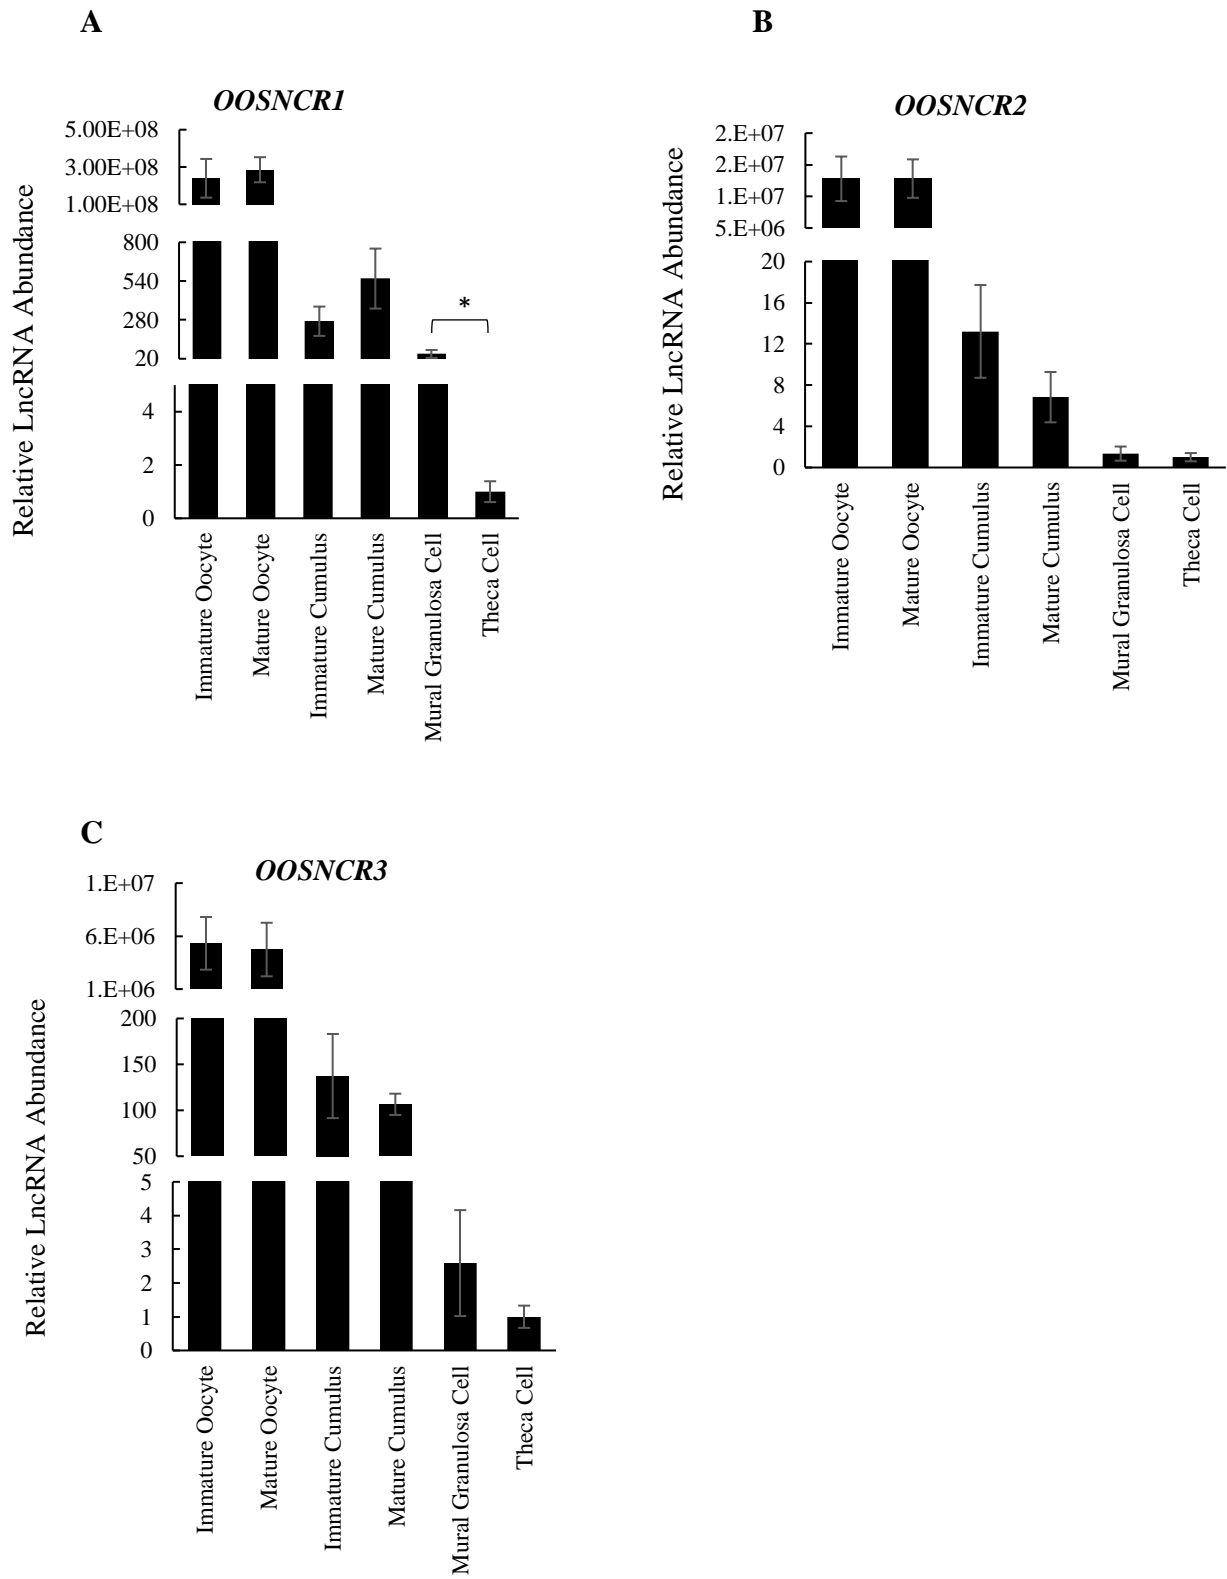 A
OOSNCR1
Relative LncRNA Abundance
5.00E+08
3.00E+08
1.00E+08
800
540
280
20
4
2
0
*
Immature Oocyte
Mature Oocyte
Immature Cumulus
Mature Cumulus
Mural Granulosa Cell
Theca Cell
B
OOSNCR2
Relative LncRNA Abundance
2.E+07
2.E+07
1.E+07
5.E+06
20
16
12
8
4
0
Immature Oocyte
Mature Oocyte
Immature Cumulus
Mature Cumulus
Mural Granulosa Cell
Theca Cell
C
OOSNCR3
Relative LncRNA Abundance
1.E+07
6.E+06
1.E+06
200
150
100
50
5
4
3
2
1
0
Immature Oocyte
Mature Oocyte
Immature Cumulus
Mature Cumulus
Mural Granulosa Cell
Theca Cell